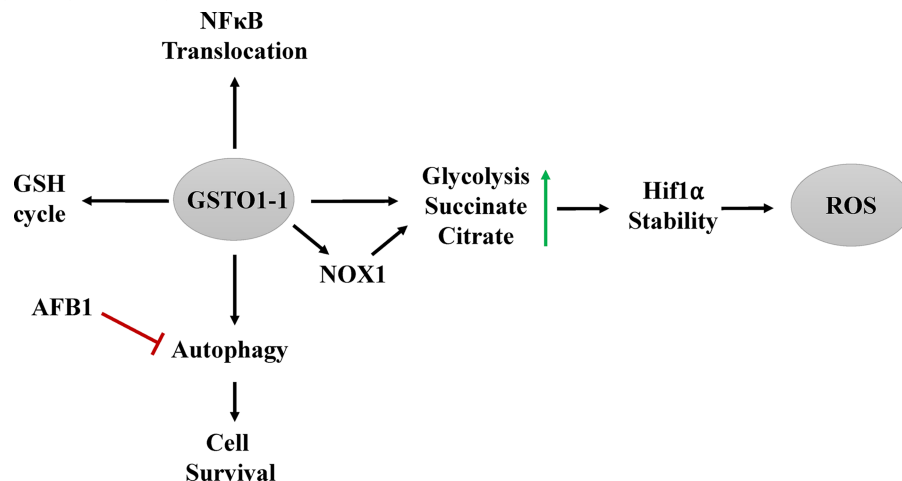 NFκB
Translocation
GSH
cycle
GSTO1-1
Glycolysis
Succinate
Citrate
Hif1α
Stability
ROS
NOX1
AFB1
Autophagy
Cell
Survival